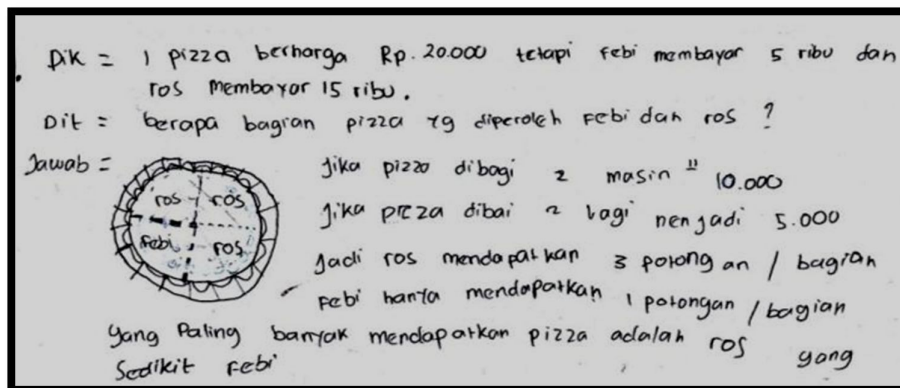 Dik = 1 pizza berharga Rp. 20.000 tetapi Febi membayar 5 ribu dan
ros membayar 15 ribu.
Dit = berapa bagian pizza yg diperoleh Febi dan ros ?
Jawab =
ros ros
Febi ros
Jika pizza dibagi 2 masin" 10.000
Jika pizza dibai 2 lagi menjadi 5.000
Jadi ros mendapatkan 3 potongan / bagian
Febi hanya mendapatkan 1 potongan / bagian
Yang Paling banyak mendapatkan pizza adalah ros yang
Sedikit Febi